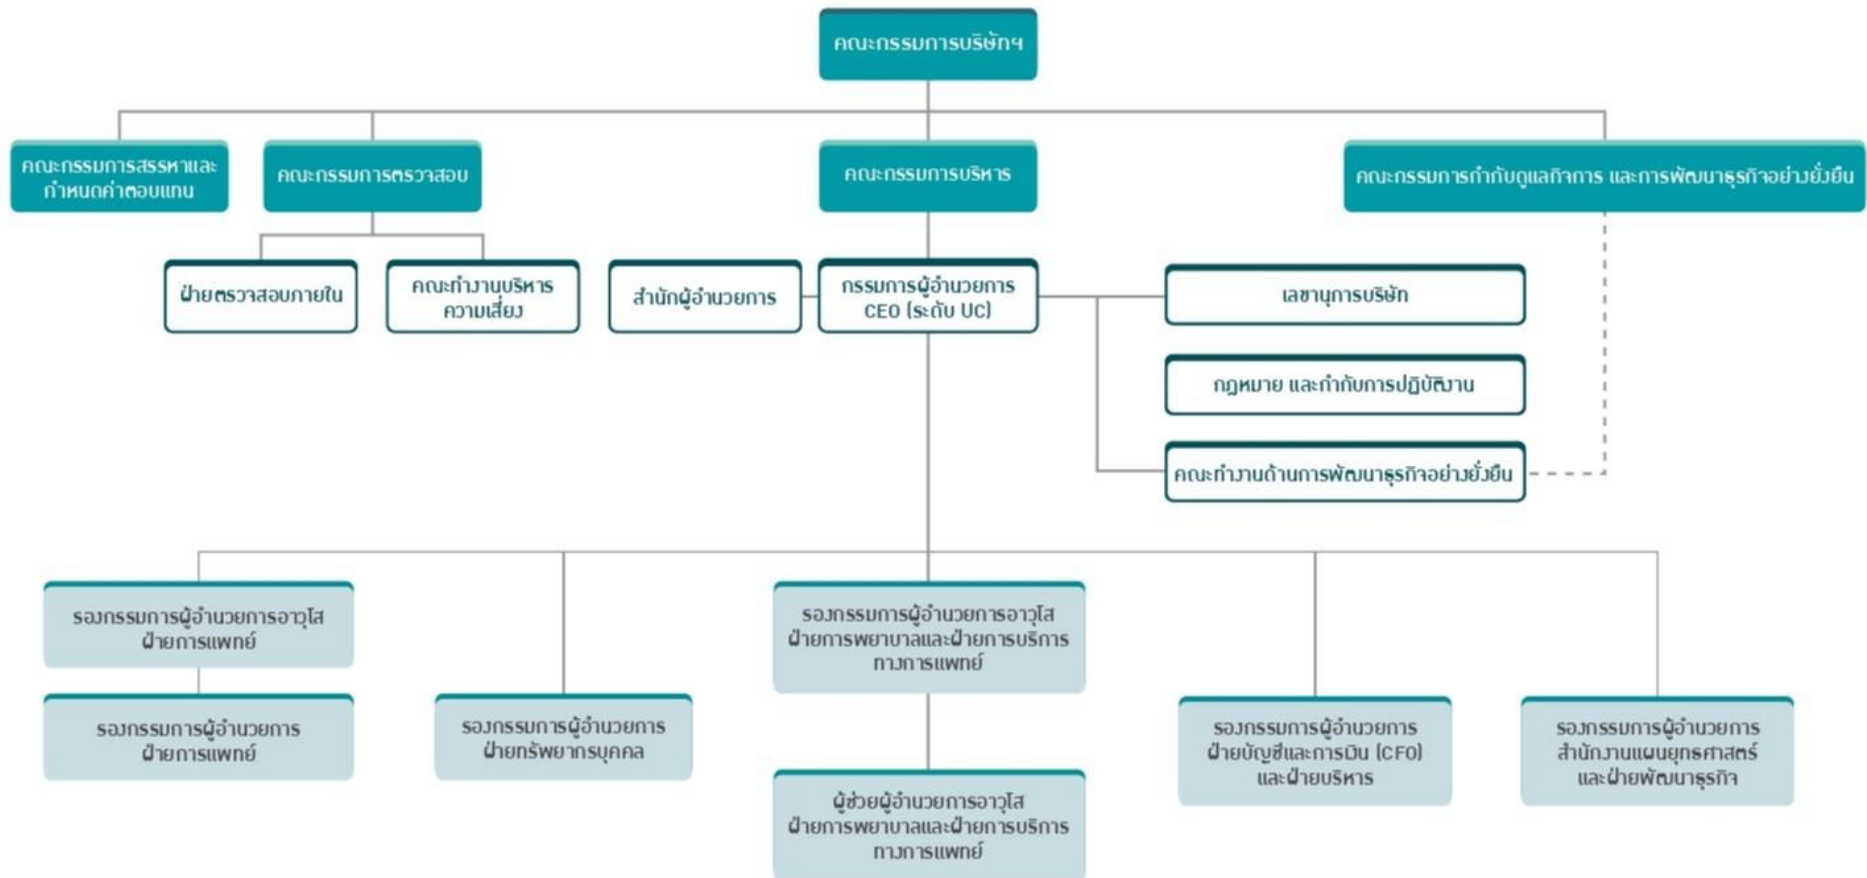 คณะกรรมการบริษัทฯ
คณะกรรมการสรรหาและ
กำหนดค่าตอบแทน
คณะกรรมการตรวจสอบ
คณะกรรมการบริหาร
คณะกรรมการกำกับดูแลกิจการ และการพัฒนาธุรกิจอย่างยั่งยืน
ฝ่ายตรวจสอบภายใน
คณะทำงานบริหาร
ความเสี่ยง
สำนักผู้อำนวยการ
กรรมการผู้อำนวยการ
CEO (ระดับ UC)
เลขานุการบริษัท
กฎหมาย และกำกับการปฏิบัติงาน
คณะทำงานด้านการพัฒนาธุรกิจอย่างยั่งยืน
รองกรรมการผู้อำนวยการอาวุโส
ฝ่ายการแพทย์
รองกรรมการผู้อำนวยการอาวุโส
ฝ่ายการพยาบาลและฝ่ายการบริการ
ทางการแพทย์
รองกรรมการผู้อำนวยการ
ฝ่ายการแพทย์
รองกรรมการผู้อำนวยการ
ฝ่ายทรัพยากรบุคคล
รองกรรมการผู้อำนวยการ
ฝ่ายบัญชีและการเงิน (CFO)
และฝ่ายบริหาร
รองกรรมการผู้อำนวยการ
สำนักงานแผนยุทธศาสตร์
และฝ่ายพัฒนาธุรกิจ
ผู้ช่วยผู้อำนวยการอาวุโส
ฝ่ายการพยาบาลและฝ่ายการบริการ
ทางการแพทย์